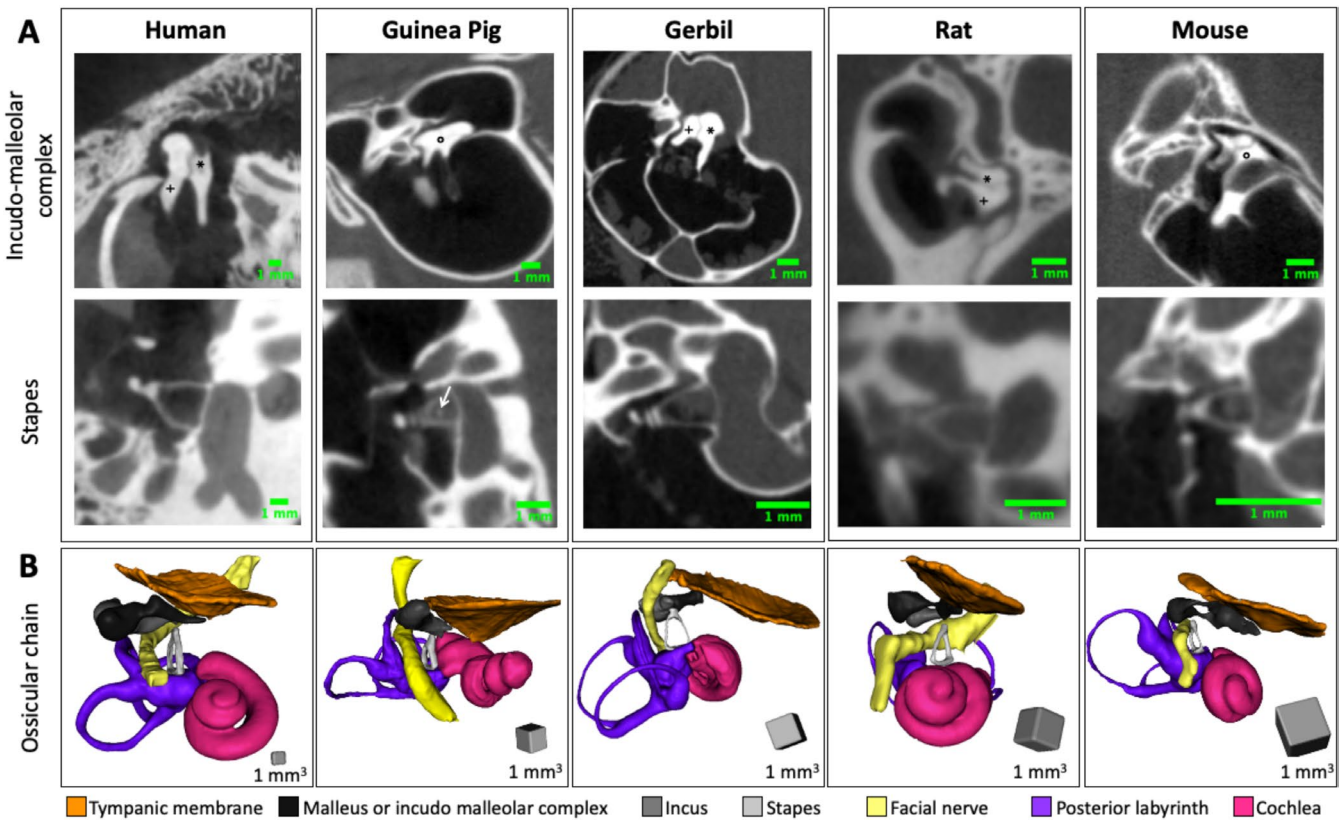 A
Human
Guinea Pig
Gerbil
Rat
Mouse
Incudo-malleolar
complex
+
*
1 mm
°
1 mm
+
*
1 mm
*
+
1 mm
°
1 mm
Stapes
1 mm
1 mm
1 mm
1 mm
1 mm
B
Ossicular chain
1 mm³
1 mm³
1 mm³
1 mm³
1 mm³
Tympanic membrane
Malleus or incudo malleolar complex
Incus
Stapes
Facial nerve
Posterior labyrinth
Cochlea